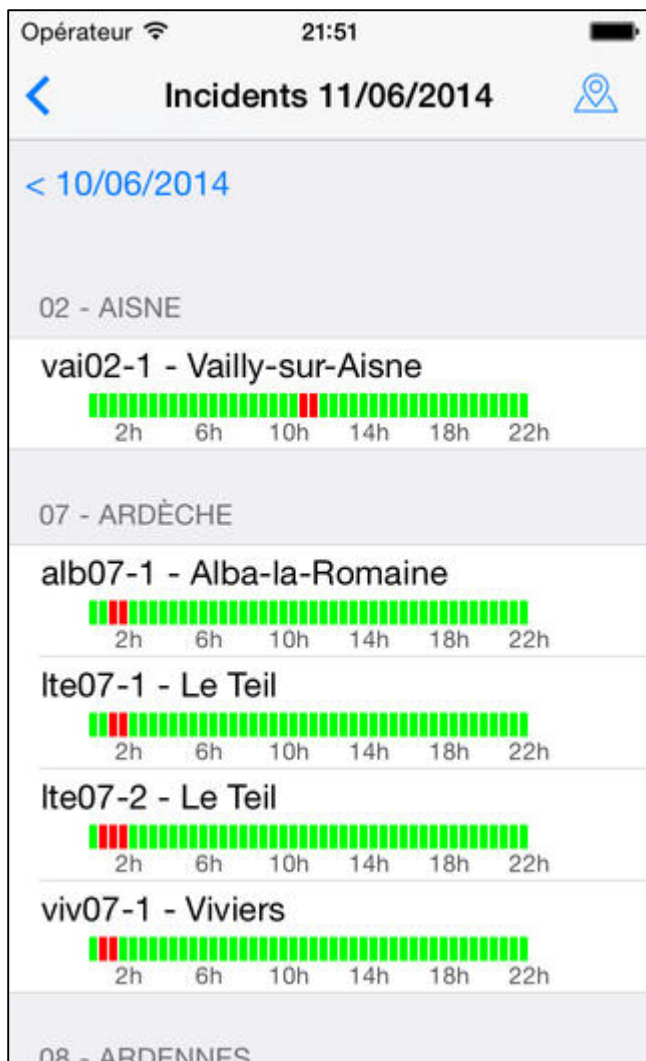 Opérateur 21:51
Incidents 11/06/2014
< 10/06/2014
02 - AISNE
vai02-1 - Vailly-sur-Aisne
2h 6h 10h 14h 18h 22h
07 - ARDÈCHE
alb07-1 - Alba-la-Romaine
2h 6h 10h 14h 18h 22h
lte07-1 - Le Teil
2h 6h 10h 14h 18h 22h
lte07-2 - Le Teil
2h 6h 10h 14h 18h 22h
viv07-1 - Viviers
2h 6h 10h 14h 18h 22h
08 - ARDENNES